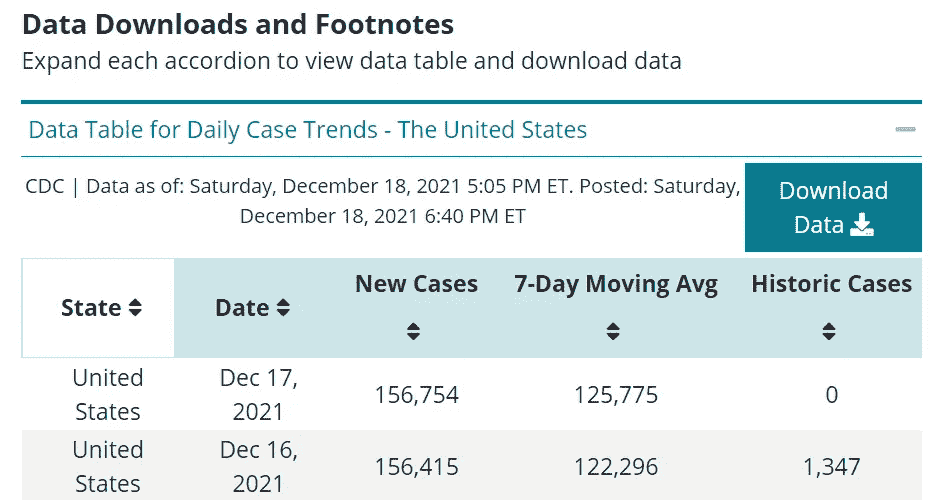 Data Downloads and Footnotes
Expand each accordion to view data table and download data
Data Table for Daily Case Trends - The United States
CDC | Data as of: Saturday, December 18, 2021 5:05 PM ET. Posted: Saturday,
December 18, 2021 6:40 PM ET
Download
Data
State Date New Cases 7-Day Moving Avg Historic Cases
United States Dec 17, 2021 156,754 125,775 0
United States Dec 16, 2021 156,415 122,296 1,347